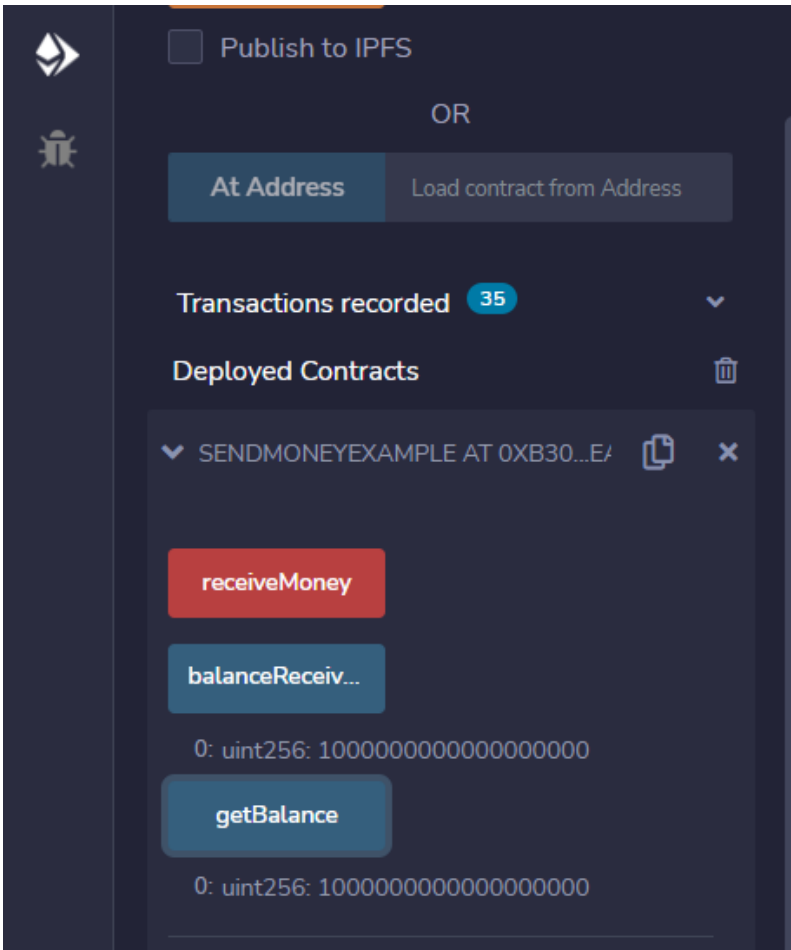 Publish to IPFS
OR
At Address Load contract from Address
Transactions recorded 35
Deployed Contracts
SENDMONEYEXAMPLE AT 0XB30...EA
receiveMoney
balanceReceiv...
0: uint256: 1000000000000000000
getBalance
0: uint256: 1000000000000000000